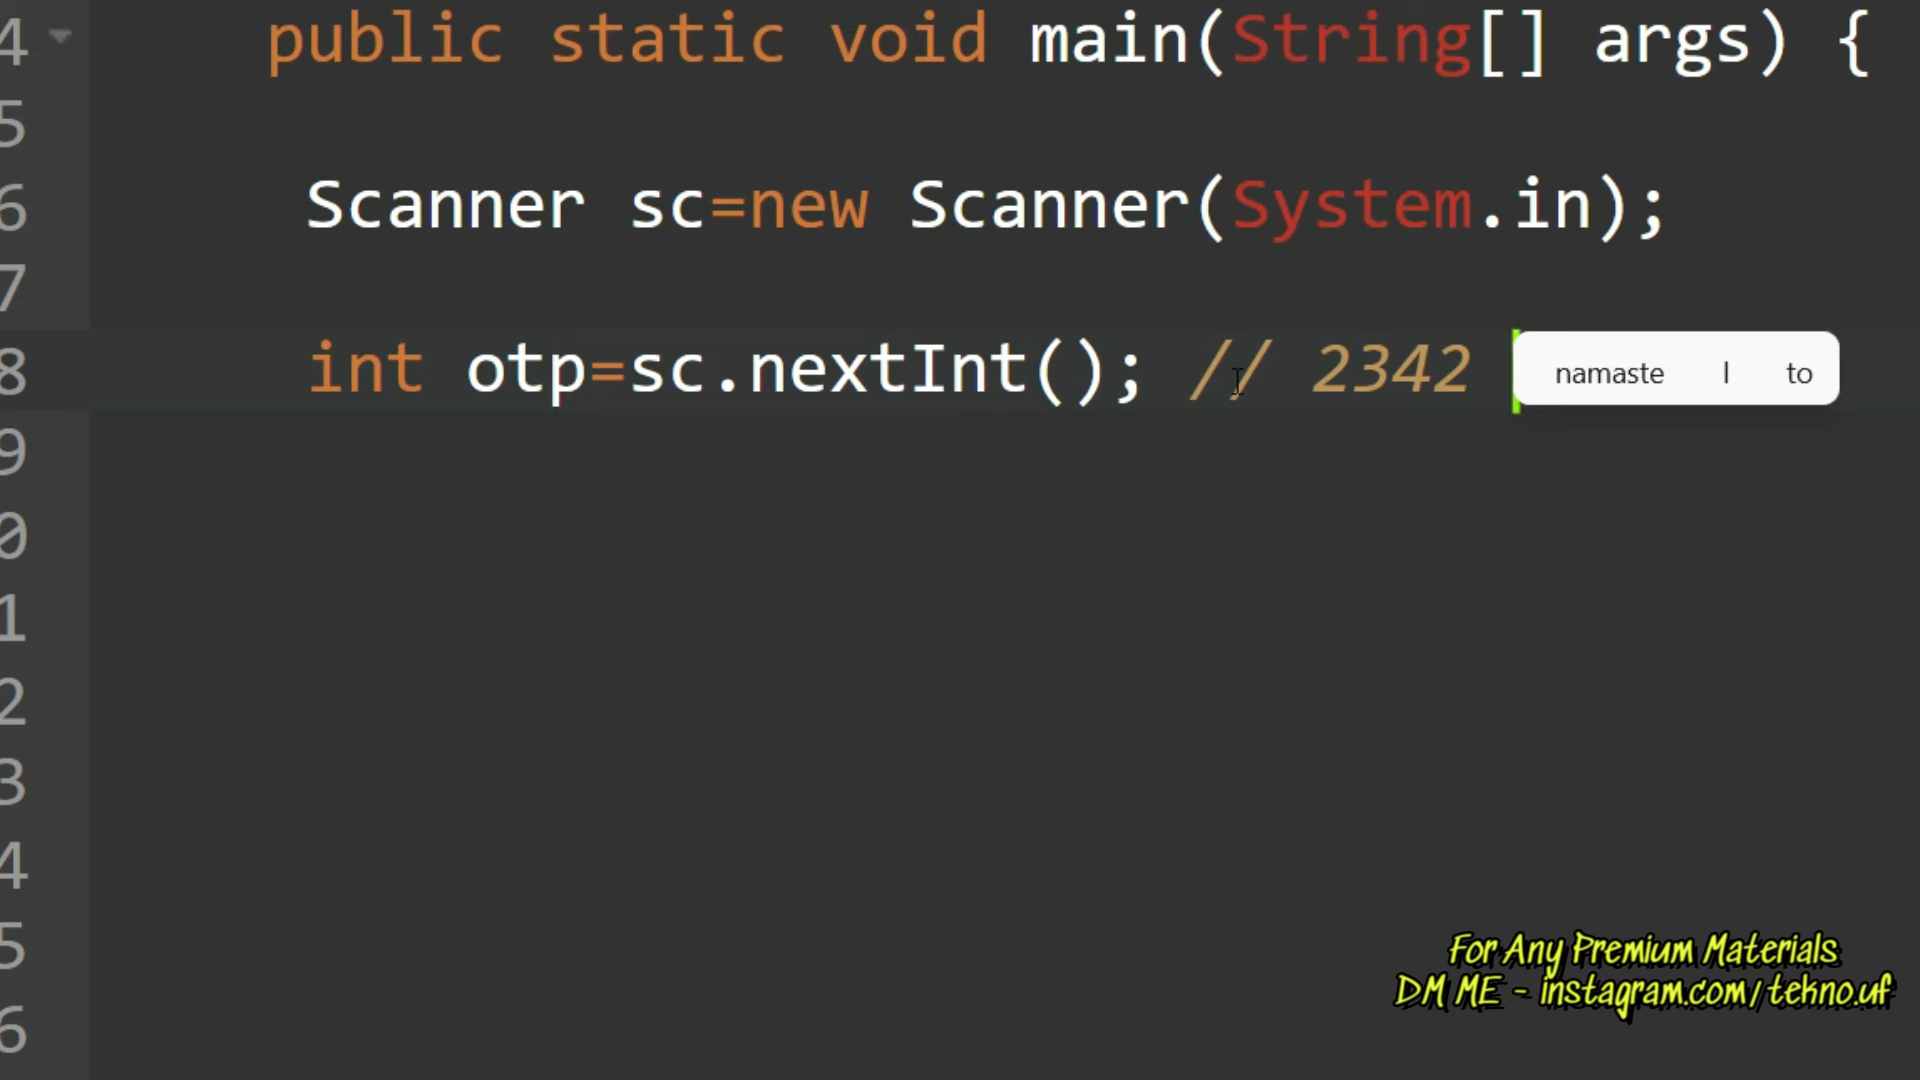 4 public static void main(String[] args) {
5
6 Scanner sc=new Scanner(System.in);
7
8 int otp=sc.nextInt(); // 2342 namaste I to
9
0
1
2
3
4
5
6
For Any Premium Materials
DM ME - instagram.com/tekno.uf